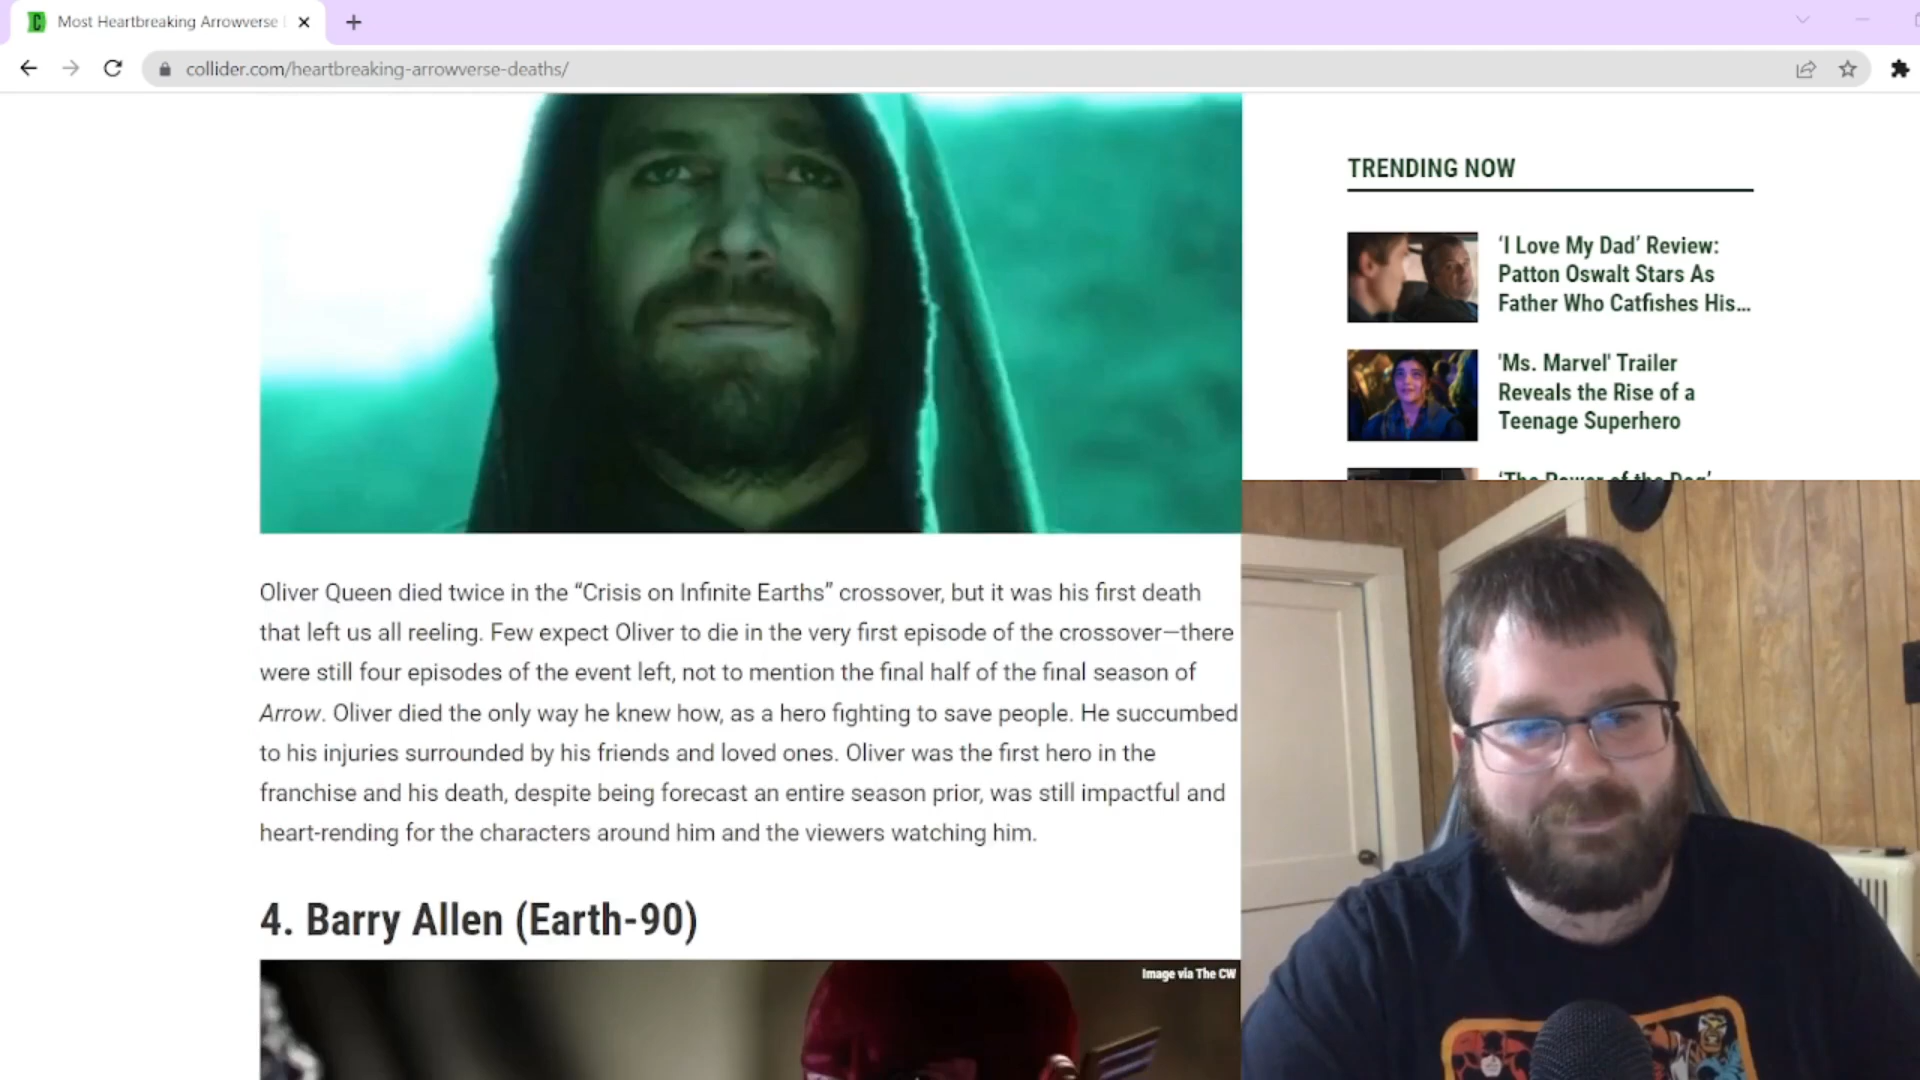 Most Heartbreaking Arrowverse
collider.com/heartbreaking-arrowverse-deaths/
TRENDING NOW
‘I Love My Dad’ Review:
Patton Oswalt Stars As
Father Who Catfishes His...
'Ms. Marvel' Trailer
Reveals the Rise of a
Teenage Superhero
‘The Power of the Dog’
Oliver Queen died twice in the “Crisis on Infinite Earths” crossover, but it was his first death
that left us all reeling. Few expect Oliver to die in the very first episode of the crossover—there
were still four episodes of the event left, not to mention the final half of the final season of
Arrow. Oliver died the only way he knew how, as a hero fighting to save people. He succumbed
to his injuries surrounded by his friends and loved ones. Oliver was the first hero in the
franchise and his death, despite being forecast an entire season prior, was still impactful and
heart-rending for the characters around him and the viewers watching him.
4. Barry Allen (Earth-90)
Image via The CW